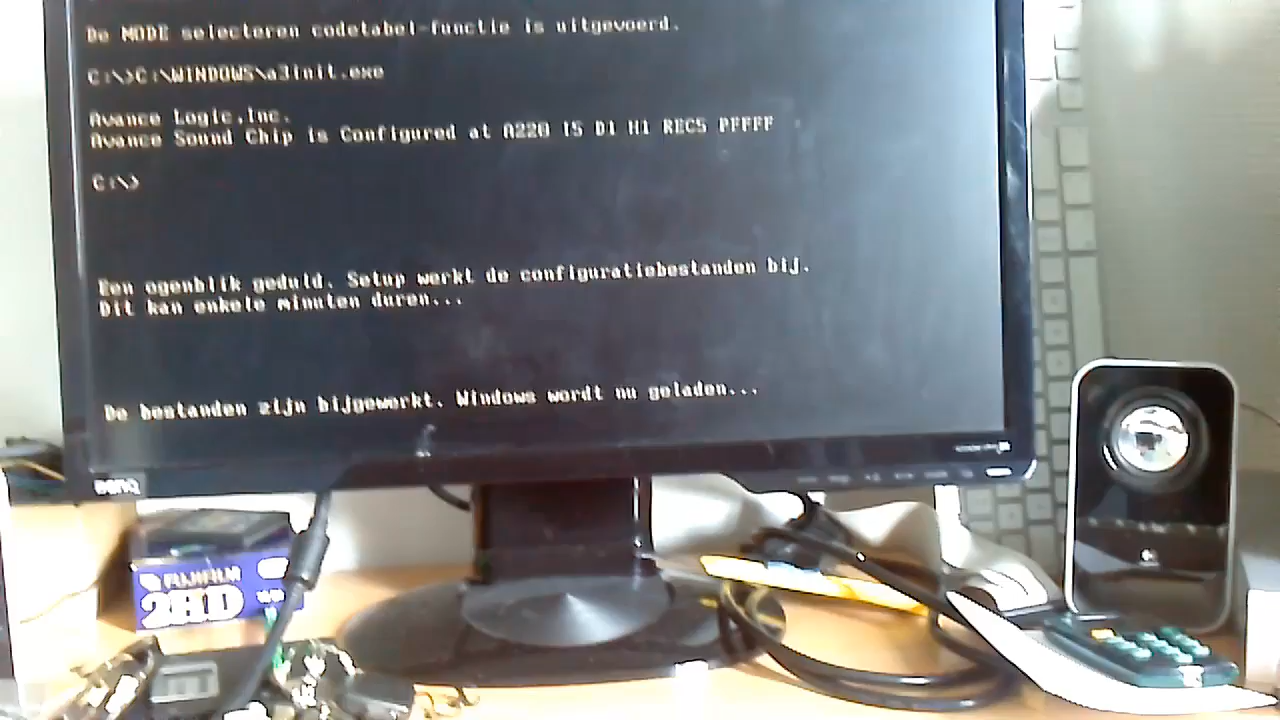 De MODE selecteren codetabel-functie is uitgevoerd.
C:\>C:\WINDOWS\a3init.exe
Avance Logic,Inc.
Avance Sound Chip is Configured at A220 I5 D1 H1 REC5 PFFFF
C:\>
Een ogenblik geduld. Setup werkt de configuratiebestanden bij.
Dit kan enkele minuten duren...
De bestanden zijn bijgewerkt. Windows wordt nu geladen...
BenQ
FUJIFILM
2HD